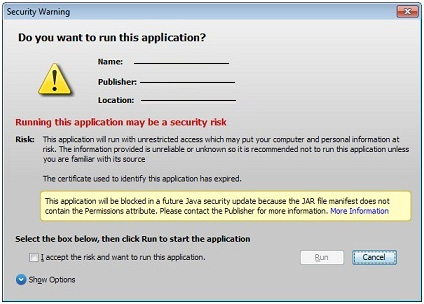 Security Warning
Do you want to run this application?
Name:
Publisher:
Location:
Running this application may be a security risk
Risk: This application will run with unrestricted access which may put your computer and personal information at
risk. The information provided is unreliable or unknown so it is recommended not to run this application unless
you are familiar with its source
The certificate used to identify this application has expired.
This application will be blocked in a future Java security update because the JAR file manifest does not
contain the Permissions attribute. Please contact the Publisher for more information. More Information
Select the box below, then click Run to start the application
I accept the risk and want to run this application.
Run
Cancel
Show Options